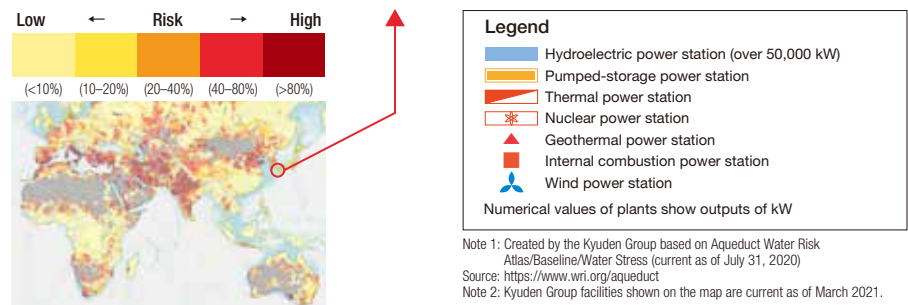 Low ← Risk → High
(<10%) (10–20%) (20–40%) (40–80%) (>80%)
Legend
Hydroelectric power station (over 50,000 kW)
Pumped-storage power station
Thermal power station
Nuclear power station
Geothermal power station
Internal combustion power station
Wind power station
Numerical values of plants show outputs of kW
Note 1: Created by the Kyuden Group based on Aqueduct Water Risk
Atlas/Baseline/Water Stress (current as of July 31, 2020)
Source: https://www.wri.org/aqueduct
Note 2: Kyuden Group facilities shown on the map are current as of March 2021.